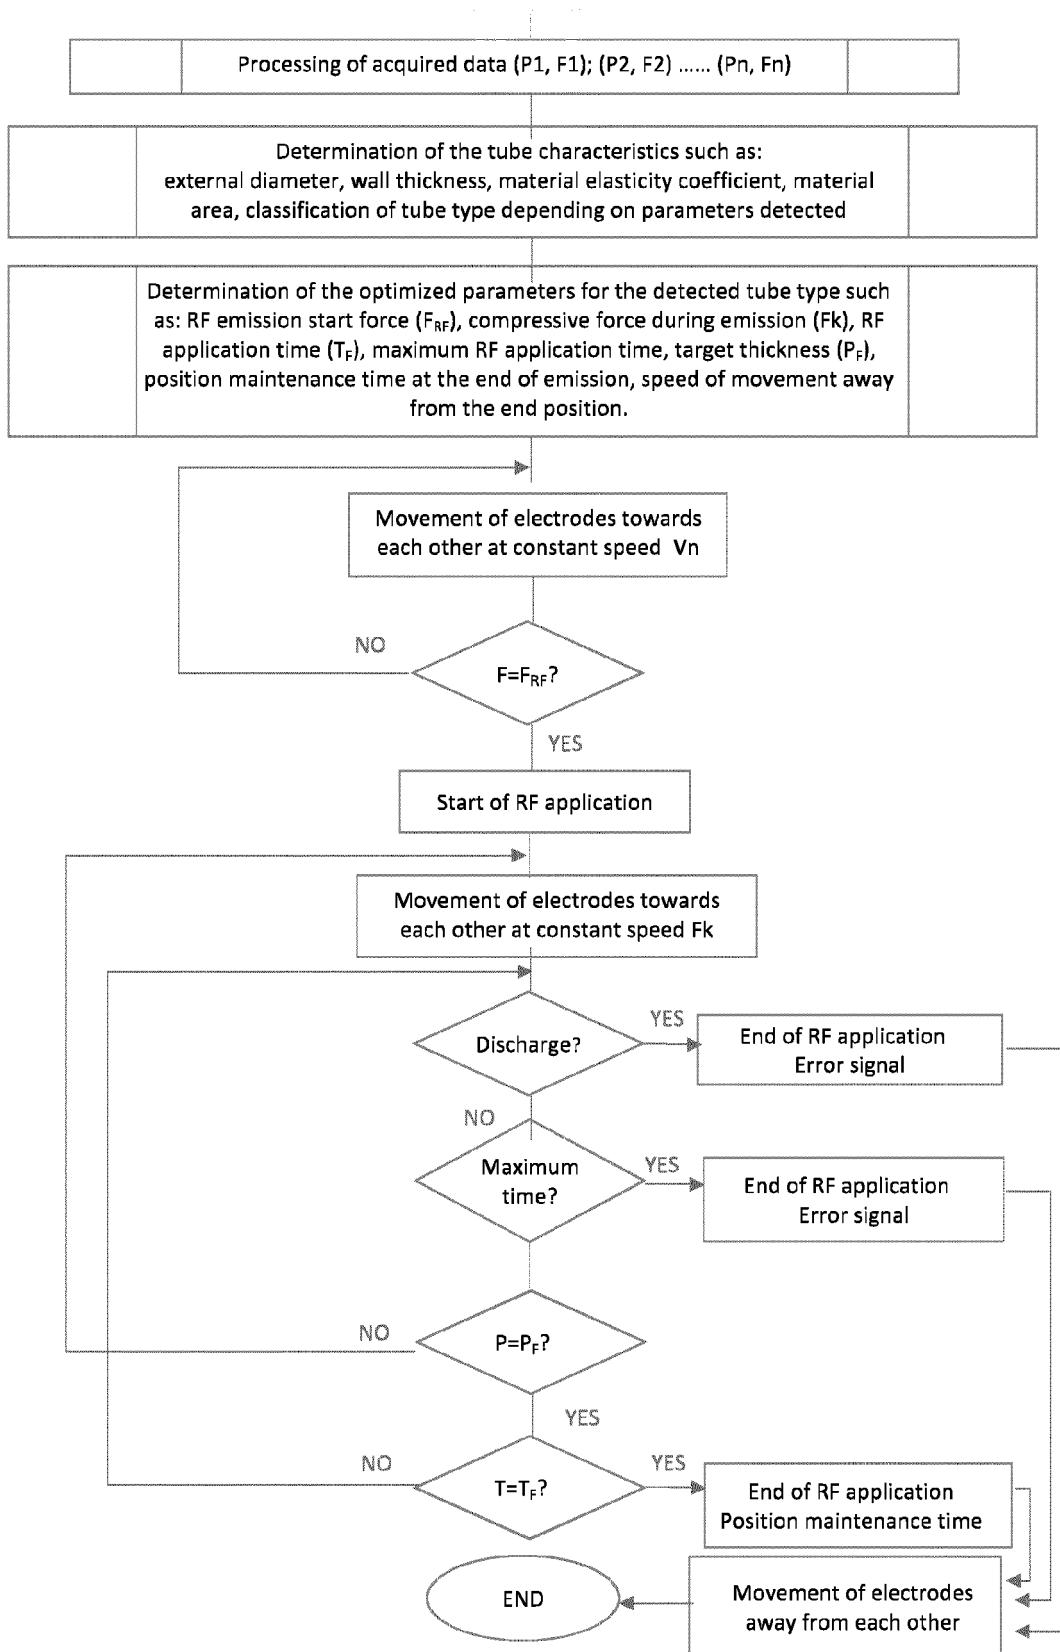 Processing of acquired data (P1, F1); (P2, F2) ...... (Pn, Fn)
Determination of the tube characteristics such as:
external diameter, wall thickness, material elasticity coefficient, material
area, classification of tube type depending on parameters detected
Determination of the optimized parameters for the detected tube type such
as: RF emission start force (F_RF), compressive force during emission (Fk), RF
application time (T_F), maximum RF application time, target thickness (P_F),
position maintenance time at the end of emission, speed of movement away
from the end position.
Movement of electrodes towards
each other at constant speed Vn
NO
F=F_RF?
YES
Start of RF application
Movement of electrodes towards
each other at constant speed Fk
Discharge?
YES
End of RF application
Error signal
NO
Maximum
time?
YES
End of RF application
Error signal
NO
P=P_F?
YES
NO
T=T_F?
YES
End of RF application
Position maintenance time
END
Movement of electrodes
away from each other